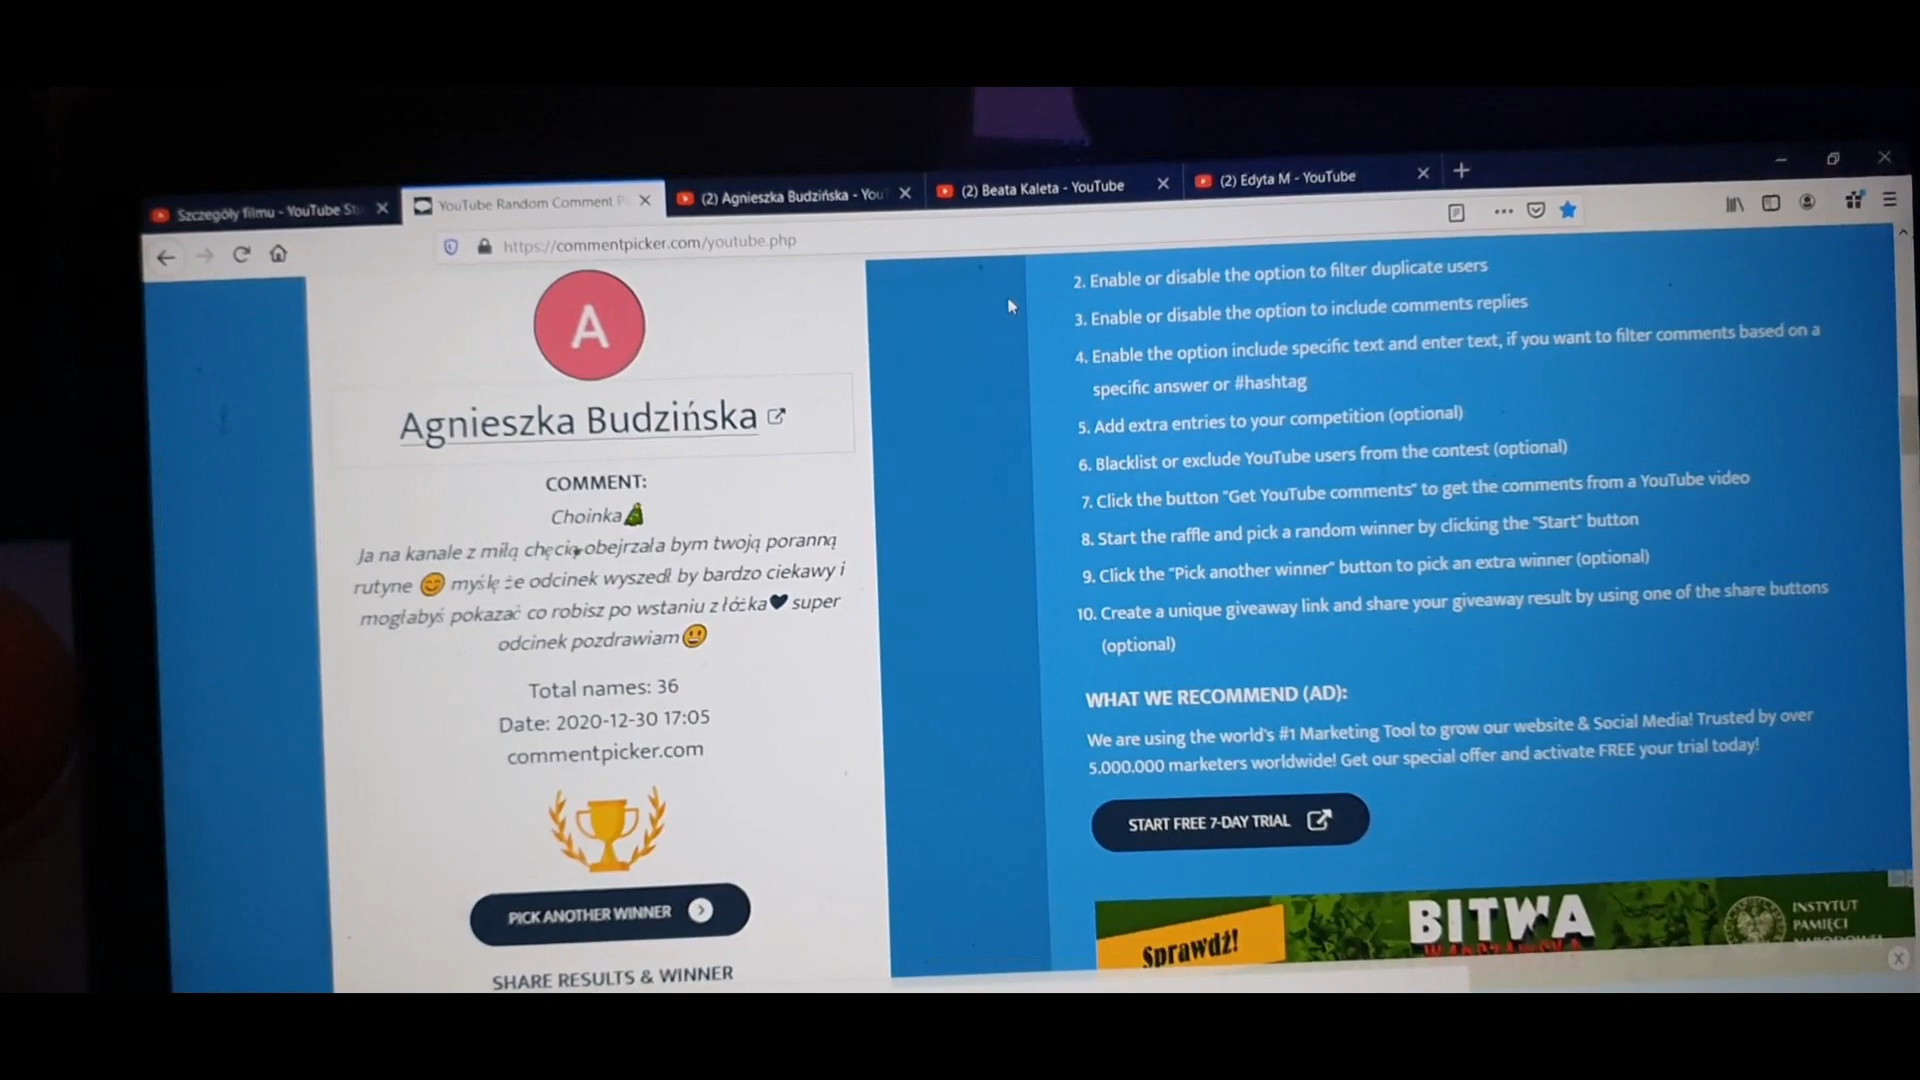 Szczegóły filmu - YouTube St
YouTube Random Comment P
(2) Agnieszka Budzińska - You
(2) Beata Kaleta - YouTube
(2) Edyta M - YouTube
https://commentpicker.com/youtube.php
A
Agnieszka Budzińska
COMMENT:
Choinka🎄
Ja na kanale z miłą chęcią obejrzała bym twoją poranną
rutyne 😊 myślę że odcinek wyszedł by bardzo ciekawy i
mogłabyś pokazać co robisz po wstaniu z łóżka🖤 super
odcinek pozdrawiam😀
Total names: 36
Date: 2020-12-30 17:05
commentpicker.com
PICK ANOTHER WINNER
SHARE RESULTS & WINNER
2. Enable or disable the option to filter duplicate users
3. Enable or disable the option to include comments replies
4. Enable the option include specific text and enter text, if you want to filter comments based on a
specific answer or #hashtag
5. Add extra entries to your competition (optional)
6. Blacklist or exclude YouTube users from the contest (optional)
7. Click the button "Get YouTube comments" to get the comments from a YouTube video
8. Start the raffle and pick a random winner by clicking the "Start" button
9. Click the "Pick another winner" button to pick an extra winner (optional)
10. Create a unique giveaway link and share your giveaway result by using one of the share buttons
(optional)
WHAT WE RECOMMEND (AD):
We are using the world's #1 Marketing Tool to grow our website & Social Media! Trusted by over
5.000.000 marketers worldwide! Get our special offer and activate FREE your trial today!
START FREE 7-DAY TRIAL
Sprawdź!
BITWA
INSTYTUT
PAMIĘCI